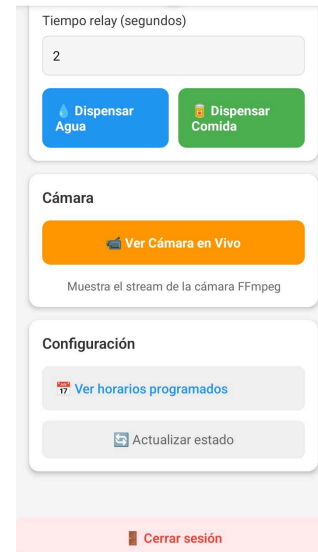 Tiempo relay (segundos)
2
💧 Dispensar
Agua
🥫 Dispensar
Comida
Cámara
📹 Ver Cámara en Vivo
Muestra el stream de la cámara FFmpeg
Configuración
📅 Ver horarios programados
🔄 Actualizar estado
🚪 Cerrar sesión